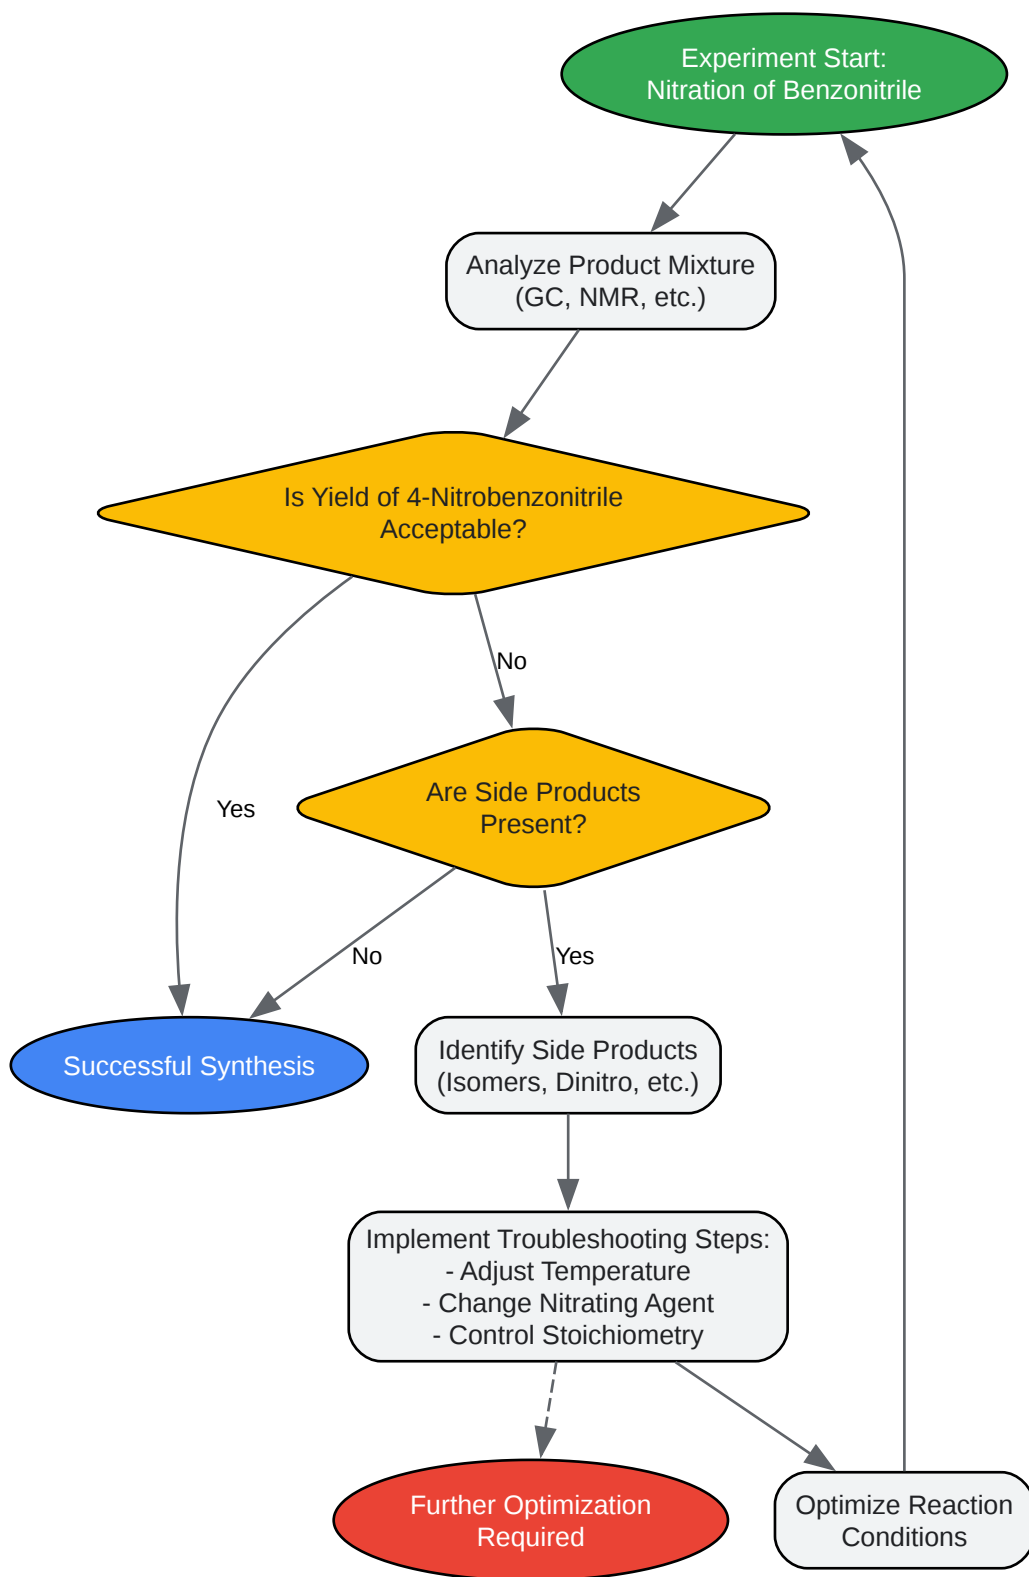 Experiment Start:
Nitration of Benzonitrile
Analyze Product Mixture
(GC, NMR, etc.)
Is Yield of 4-Nitrobenzonitrile
Acceptable?
No
Are Side Products
Present?
Yes
No
Yes
Successful Synthesis
Identify Side Products
(Isomers, Dinitro, etc.)
Implement Troubleshooting Steps:
- Adjust Temperature
- Change Nitrating Agent
- Control Stoichiometry
Further Optimization
Required
Optimize Reaction
Conditions